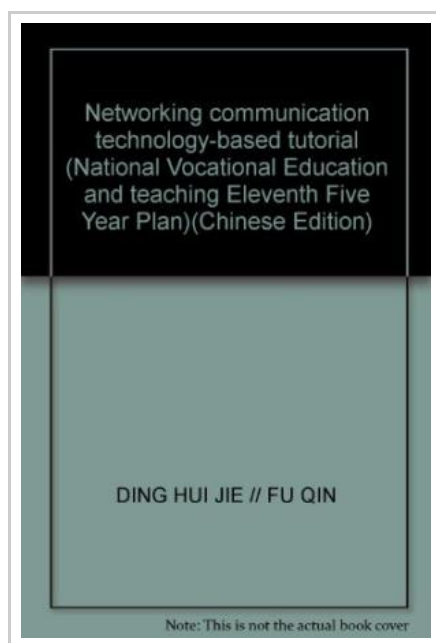 Networking communication
technology-based tutorial
(National Vocational Education
and teaching Eleventh Five
Year Plan)(Chinese Edition)
DING HUI JIE // FU QIN
Note: This is not the actual book cover